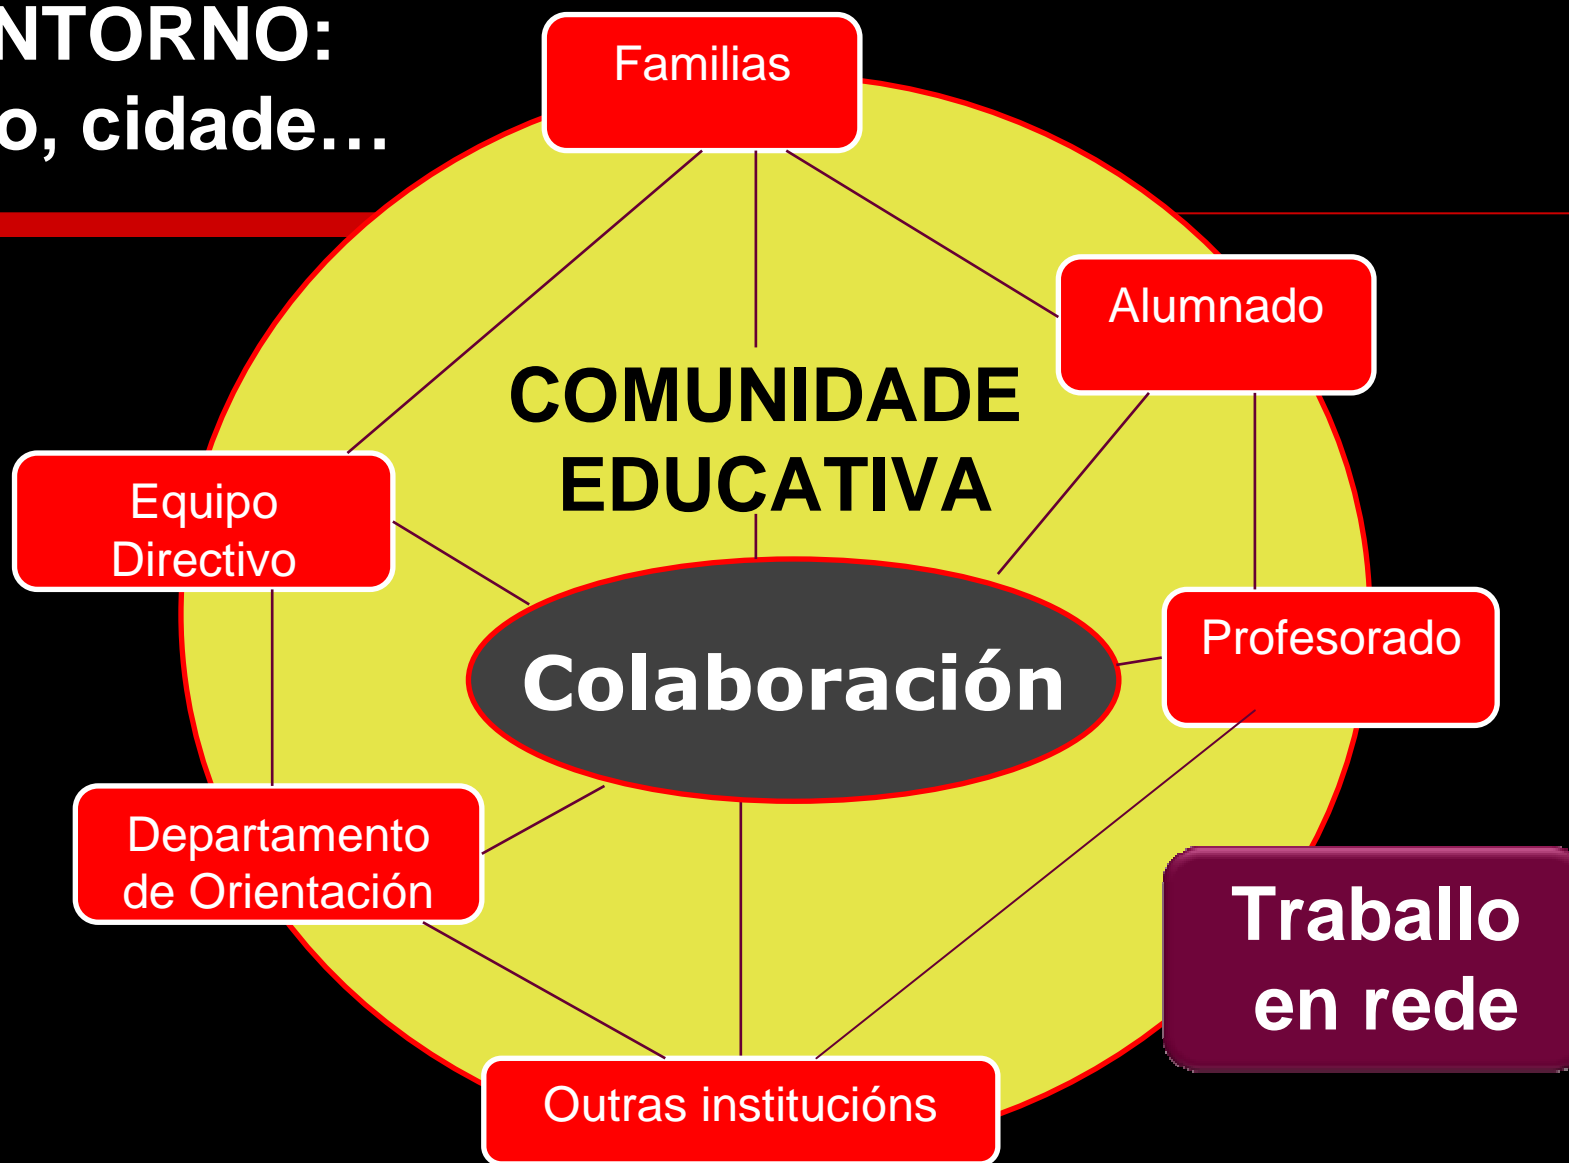 NTORNO:
o, cidade…
Familias
Alumnado
COMUNIDADE
EDUCATIVA
Equipo
Directivo
Colaboración
Profesorado
Departamento
de Orientación
Traballo
en rede
Outras institucións